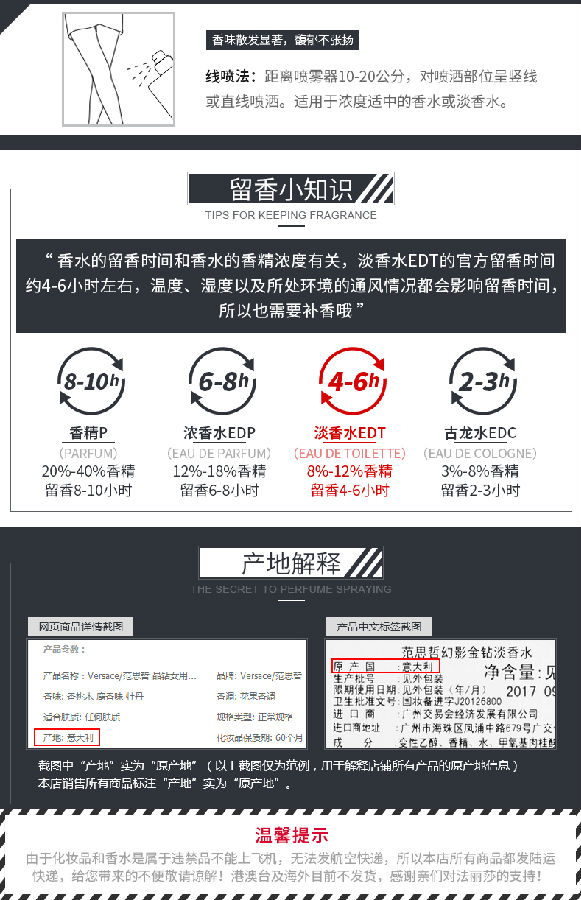 香味散发显著，馥郁不张扬
线喷法：距离喷雾器10-20公分，对喷洒部位呈竖线
或直线喷洒。适用于浓度适中的香水或淡香水。
留香小知识
TIPS FOR KEEPING FRAGRANCE
“ 香水的留香时间和香水的香精浓度有关，淡香水EDT的官方留香时间
约4-6小时左右，温度、湿度以及所处环境的通风情况都会影响留香时间，
所以也需要补香哦 ”
8-10h 6-8h 4-6h 2-3h
香精P 浓香水EDP 淡香水EDT 古龙水EDC
（PARFUM） （EAU DE PARFUM） （EAU DE TOILETTE） （EAU DE COLOGNE）
20%-40%香精 12%-18%香精 8%-12%香精 3%-8%香精
留香8-10小时 留香6-8小时 留香4-6小时 留香2-3小时
产地解释
THE SECRET TO PERFUME SPRAYING
网页商品详情截图
产品参数：
产品名称：Versace/范思哲 晶钻女用... 品牌: Versace/范思哲
香味: 香桃木 麝香味 牡丹 香调: 花果香调
适合肤质: 任何肤质 规格类型: 正常规格
产地: 意大利 化妆品保质期: 60个月
产品中文标签截图
范思哲幻影金钻淡香水
原产国：意大利
净含量:见
生产批号：见外包装
限期使用日期:见外包装（年/月） 2017 09
卫生批准文号:国妆备进字J20126800
进口商：广州交易会经济发展有限公司
进口商地址：广州市海珠区凤浦中路679号广交
成分：变性乙醇、香精、水、甲氧基肉桂酸
截图中“产地”实为“原产地”（以上截图仅为范例，用于解释店铺所有产品的原产地信息）
本店销售所有商品标注“产地”实为“原产地”。
温馨提示
由于化妆品和香水是属于违禁品不能上飞机，无法发航空快递，所以本店所有商品都发陆运
快递，给您带来的不便敬请谅解！港澳台及海外目前不发货，感谢亲们对法丽莎的支持！